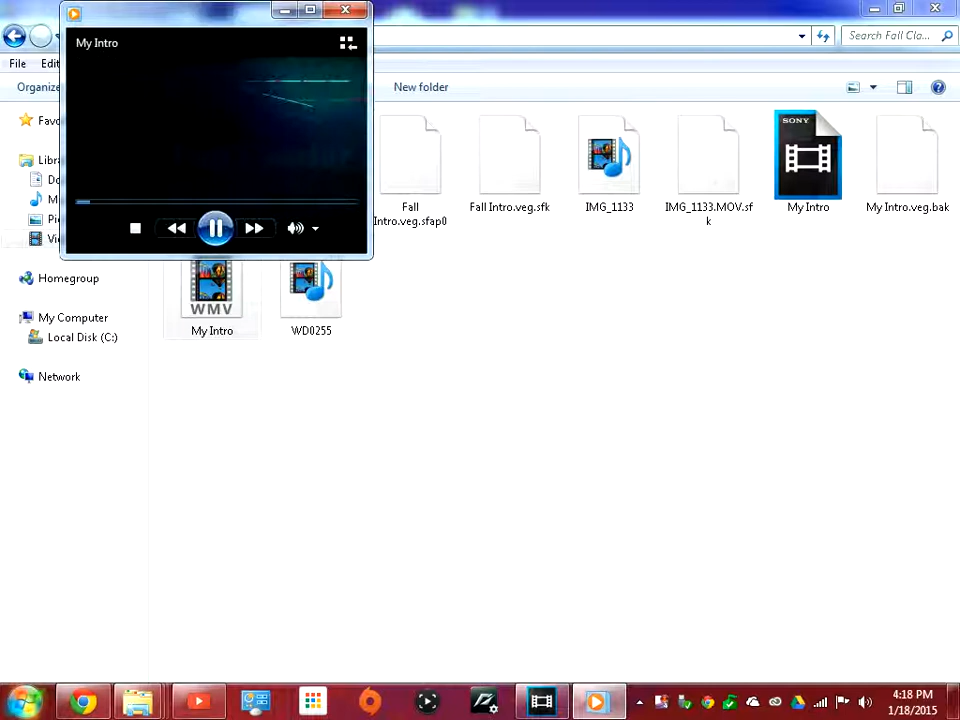 My Intro
Search Fall Cla...
File
Edi
Organize
New folder
Favo
Libra
Do
M
Pi
Vi
Homegroup
My Computer
Local Disk (C:)
Network
Fall
Intro.veg.sfap0
Fall Intro.veg.sfk
IMG_1133
IMG_1133.MOV.sf
k
SONY
My Intro
My Intro.veg.bak
WMV
My Intro
WD0255
4:18 PM
1/18/2015